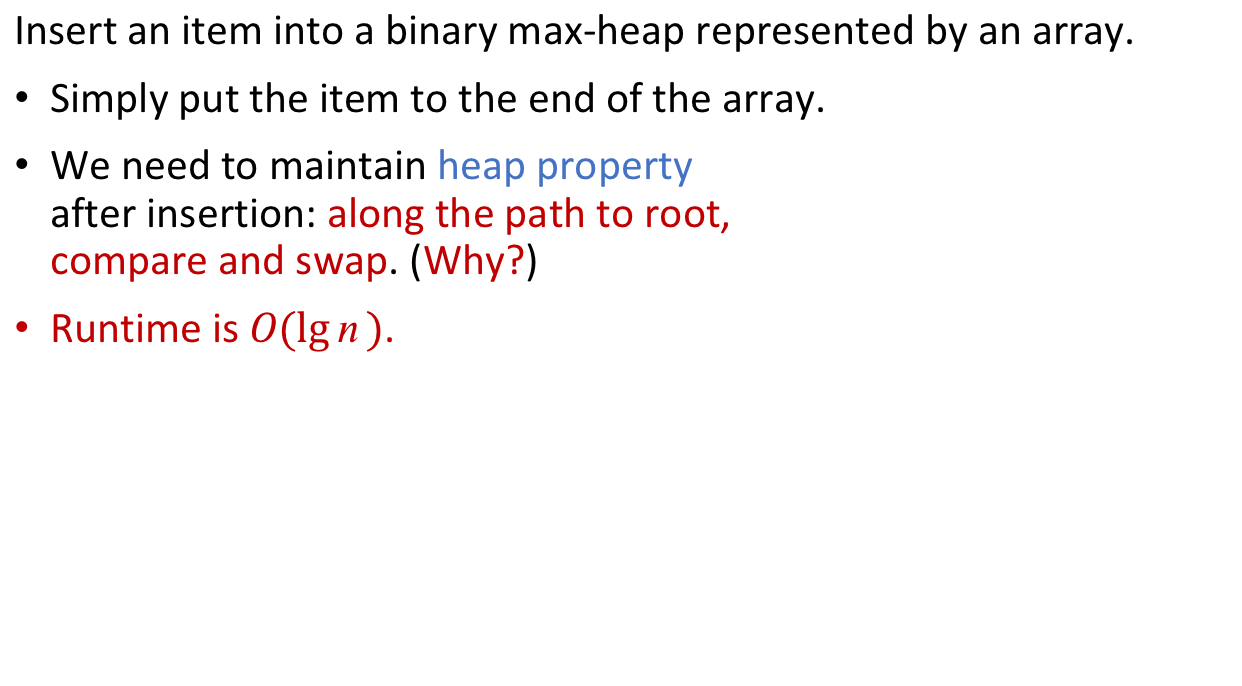 Insert an item into a binary max-heap represented by an array.
• Simply put the item to the end of the array.
• We need to maintain heap property
after insertion: along the path to root,
compare and swap. (Why?)
• Runtime is O(lg n).